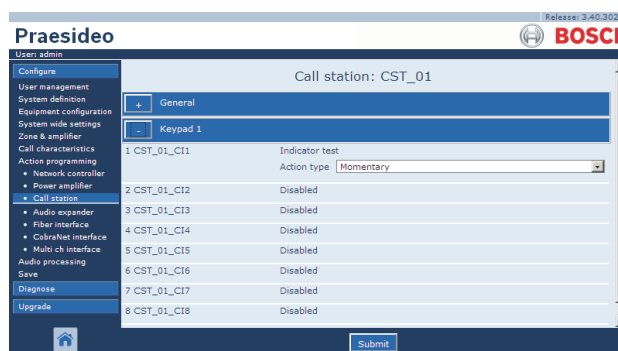 Release: 3.40.302
Praesideo
BOSC
User: admin
Configure
User management
System definition
Equipment configuration
System wide settings
Zone & amplifier
Call characteristics
Action programming
• Network controller
• Power amplifier
• Call station
• Audio expander
• Fiber interface
• CobraNet interface
• Multi ch interface
Audio processing
Save
Diagnose
Upgrade
Call station: CST_01
+ General
- Keypad 1
1 CST_01_CI1 Indicator test
Action type Momentary
2 CST_01_CI2 Disabled
3 CST_01_CI3 Disabled
4 CST_01_CI4 Disabled
5 CST_01_CI5 Disabled
6 CST_01_CI6 Disabled
7 CST_01_CI7 Disabled
8 CST_01_CI8 Disabled
Submit